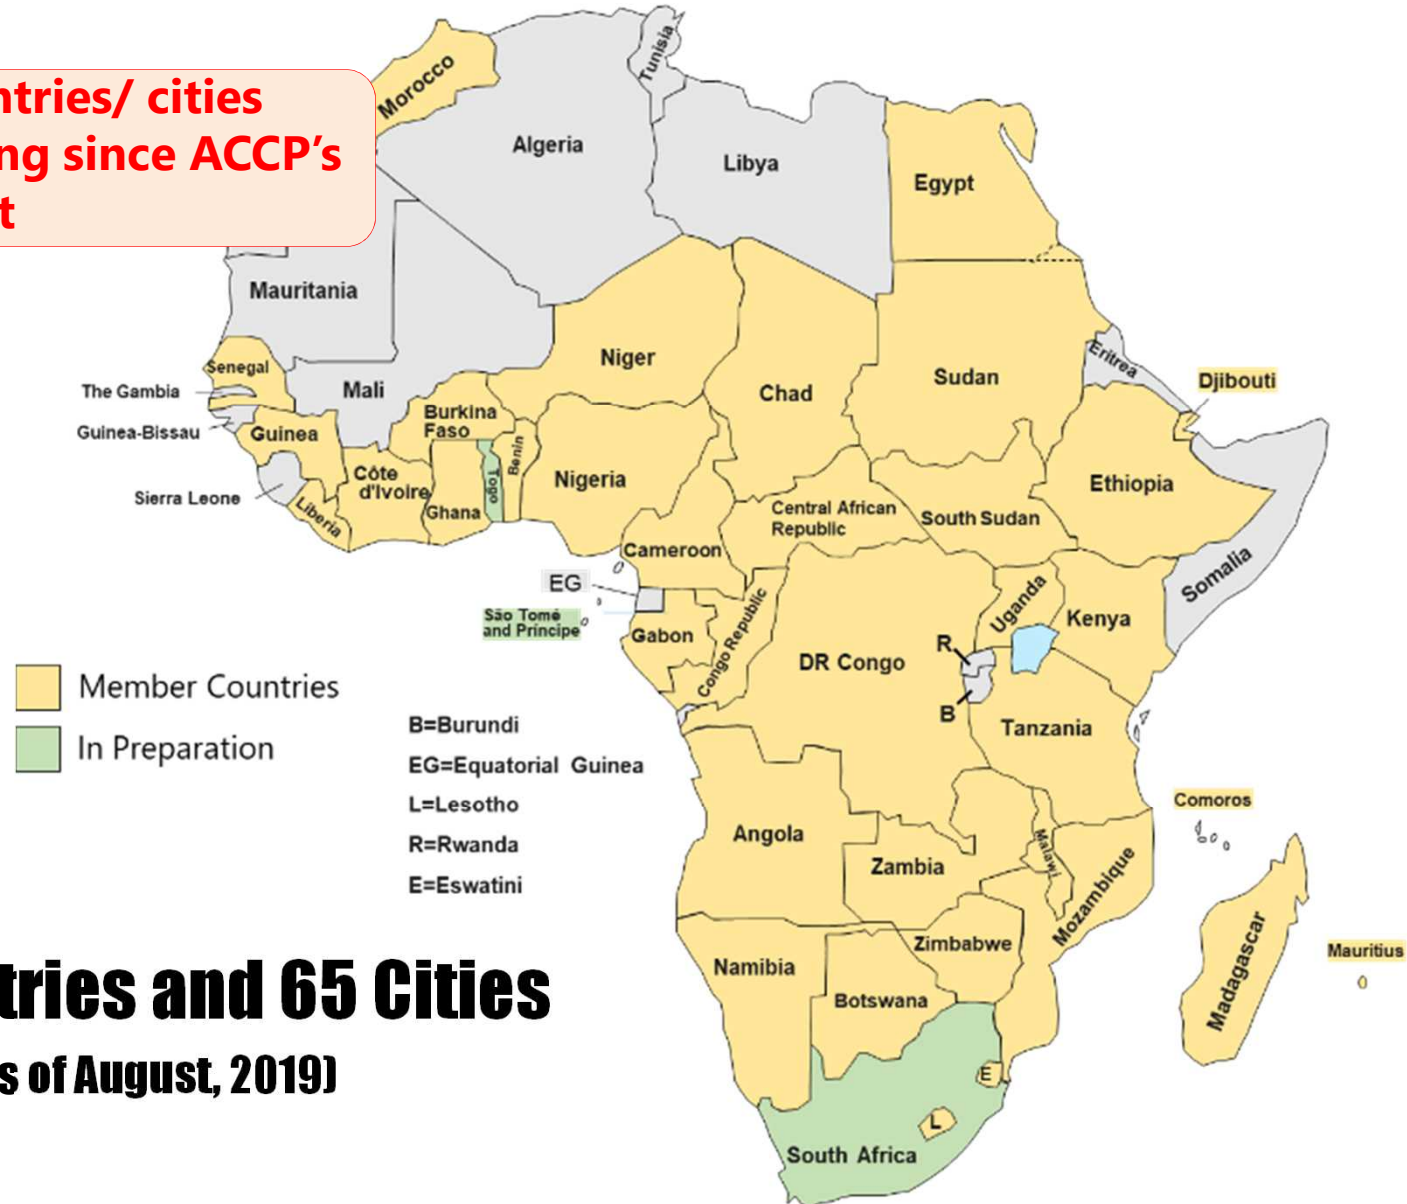 ntries/ cities
ng since ACCP's
t
Morocco
Tunisia
Algeria
Libya
Egypt
Mauritania
Mali
Niger
Chad
Sudan
Eritrea
Djibouti
Senegal
The Gambia
Guinea-Bissau
Guinea
Sierra Leone
Liberia
Côte
d'Ivoire
Burkina
Faso
Ghana
Togo
Benin
Nigeria
Cameroon
Central African
Republic
South Sudan
Ethiopia
Somalia
EG
São Tomé
and Príncipe
Gabon
Congo Republic
DR Congo
Uganda
Kenya
R
B
Tanzania
Member Countries
In Preparation
B=Burundi
EG=Equatorial Guinea
L=Lesotho
R=Rwanda
E=Eswatini
Comoros
Angola
Zambia
Malawi
Mozambique
Madagascar
Mauritius
Zimbabwe
Namibia
Botswana
E
L
South Africa
tries and 65 Cities
s of August, 2019)